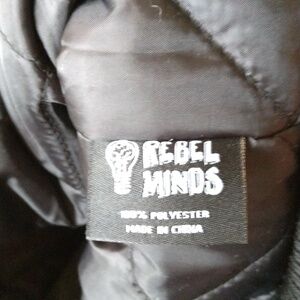 REBEL
MINDS
100% POLYESTER
MADE IN CHINA